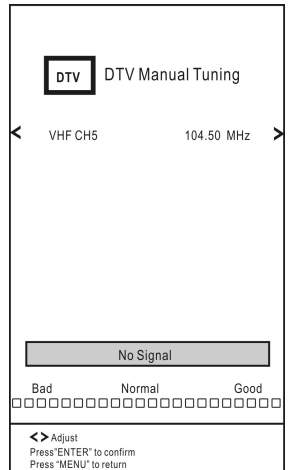 DTV DTV Manual Tuning
< VHF CH5 104.50 MHz >
No Signal
Bad Normal Good
<> Adjust
Press"ENTER" to confirm
Press “MENU” to return